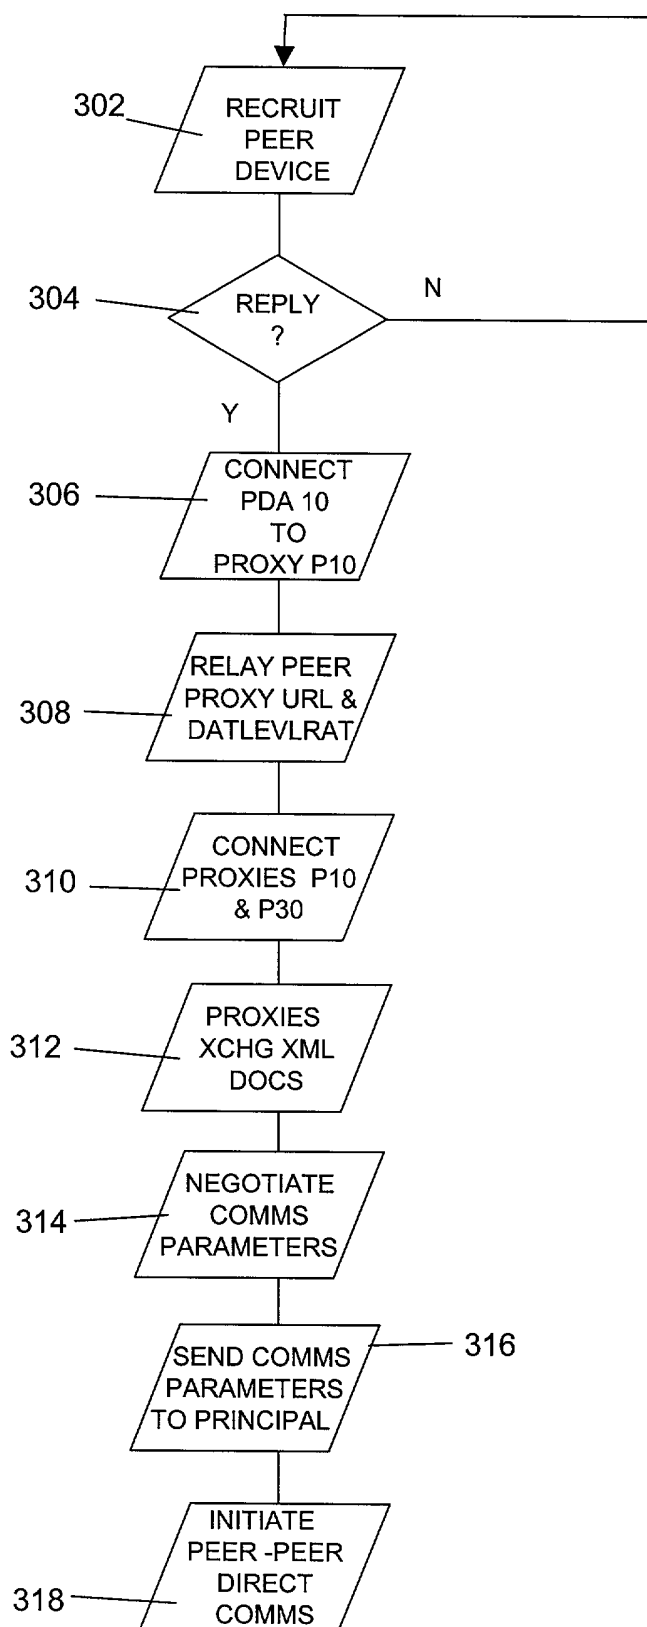 302
RECRUIT
PEER
DEVICE
304
REPLY
?
N
Y
306
CONNECT
PDA 10
TO
PROXY P10
308
RELAY PEER
PROXY URL &
DATLEVLRAT
310
CONNECT
PROXIES P10
& P30
312
PROXIES
XCHG XML
DOCS
314
NEGOTIATE
COMMS
PARAMETERS
316
SEND COMMS
PARAMETERS
TO PRINCIPAL
318
INITIATE
PEER -PEER
DIRECT
COMMS